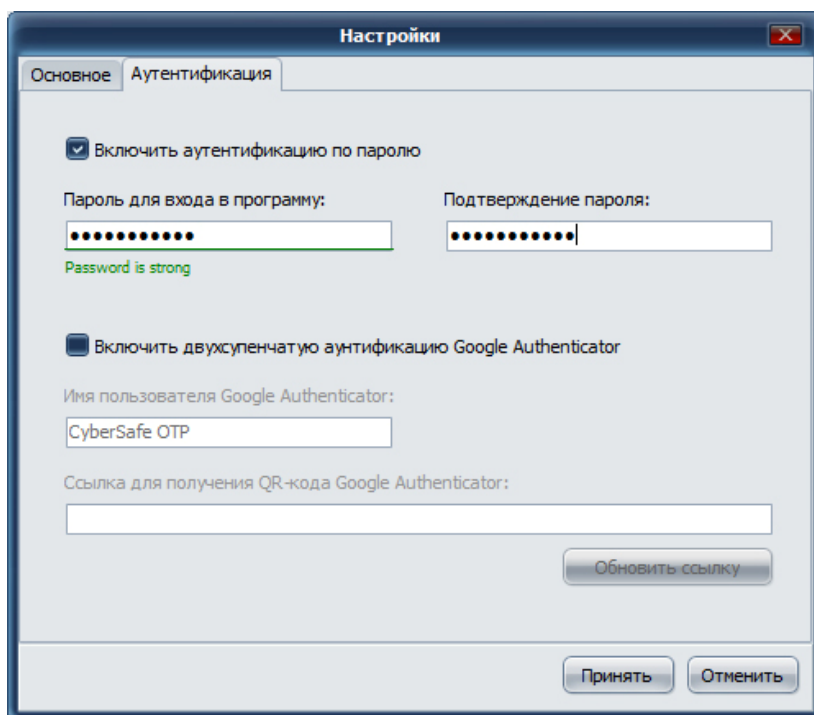 Настройки
Основное Аутентификация
Включить аутентификацию по паролю
Пароль для входа в программу: Подтверждение пароля:
Password is strong
Включить двухсупенчатую аунтификацию Google Authenticator
Имя пользователя Google Authenticator:
CyberSafe OTP
Ссылка для получения QR-кода Google Authenticator:
Обновить ссылку
Принять Отменить